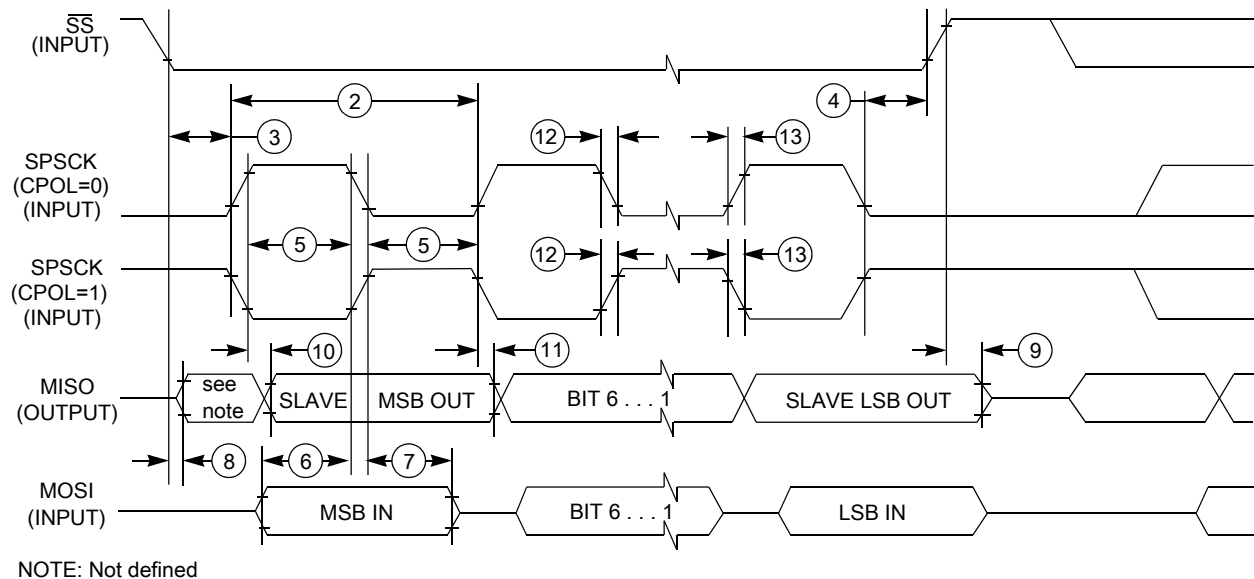 SS
(INPUT)
2
4
3
12
13
SPSCK
(CPOL=0)
(INPUT)
5
5
12
13
SPSCK
(CPOL=1)
(INPUT)
10
11
9
MISO
(OUTPUT)
see
note
SLAVE
MSB OUT
BIT 6 . . . 1
SLAVE LSB OUT
8
6
7
MOSI
(INPUT)
MSB IN
BIT 6 . . . 1
LSB IN
NOTE: Not defined